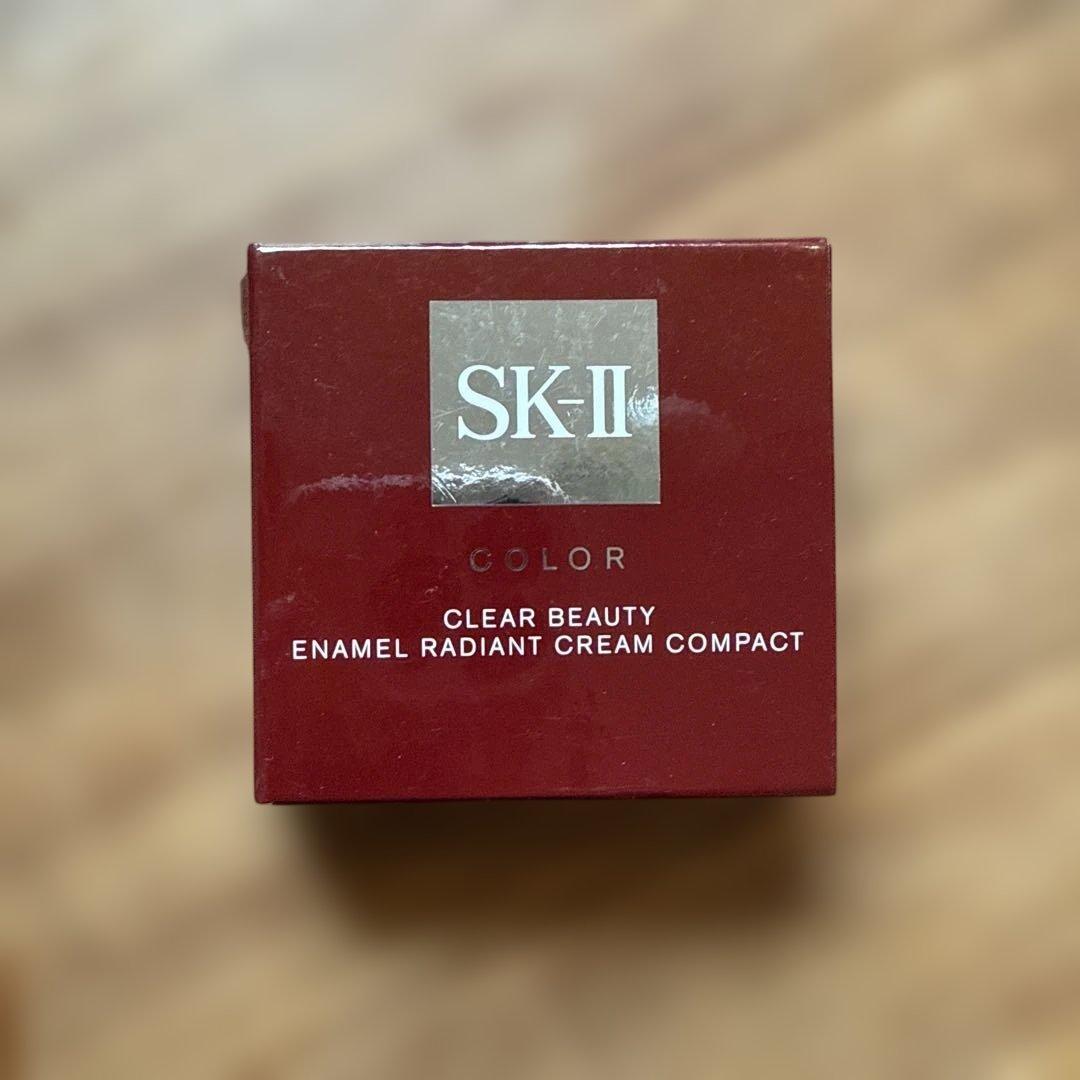 SK-II
COLOR
CLEAR BEAUTY
ENAMEL RADIANT CREAM COMPACT